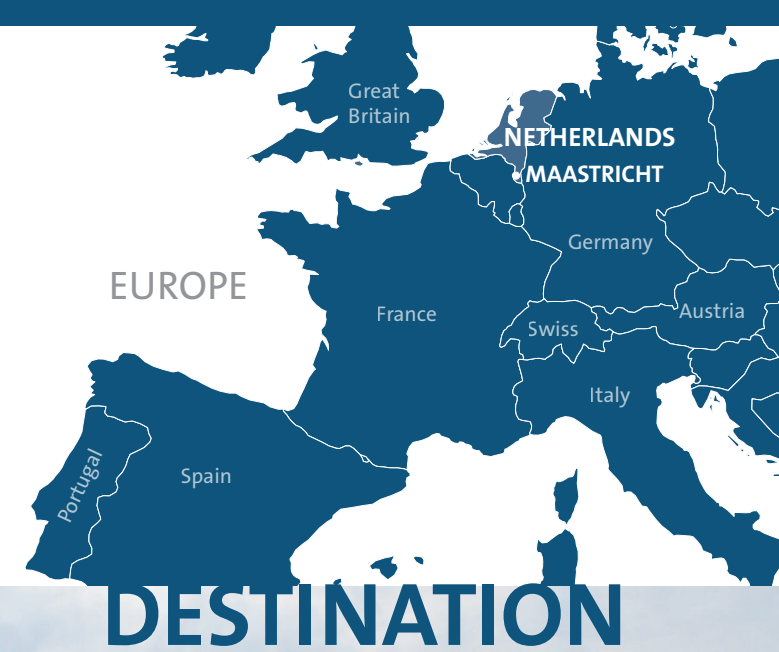 Great
Britain
NETHERLANDS
MAASTRICHT
Germany
EUROPE
France
Austria
Swiss
Italy
Portugal
Spain
DESTINATION